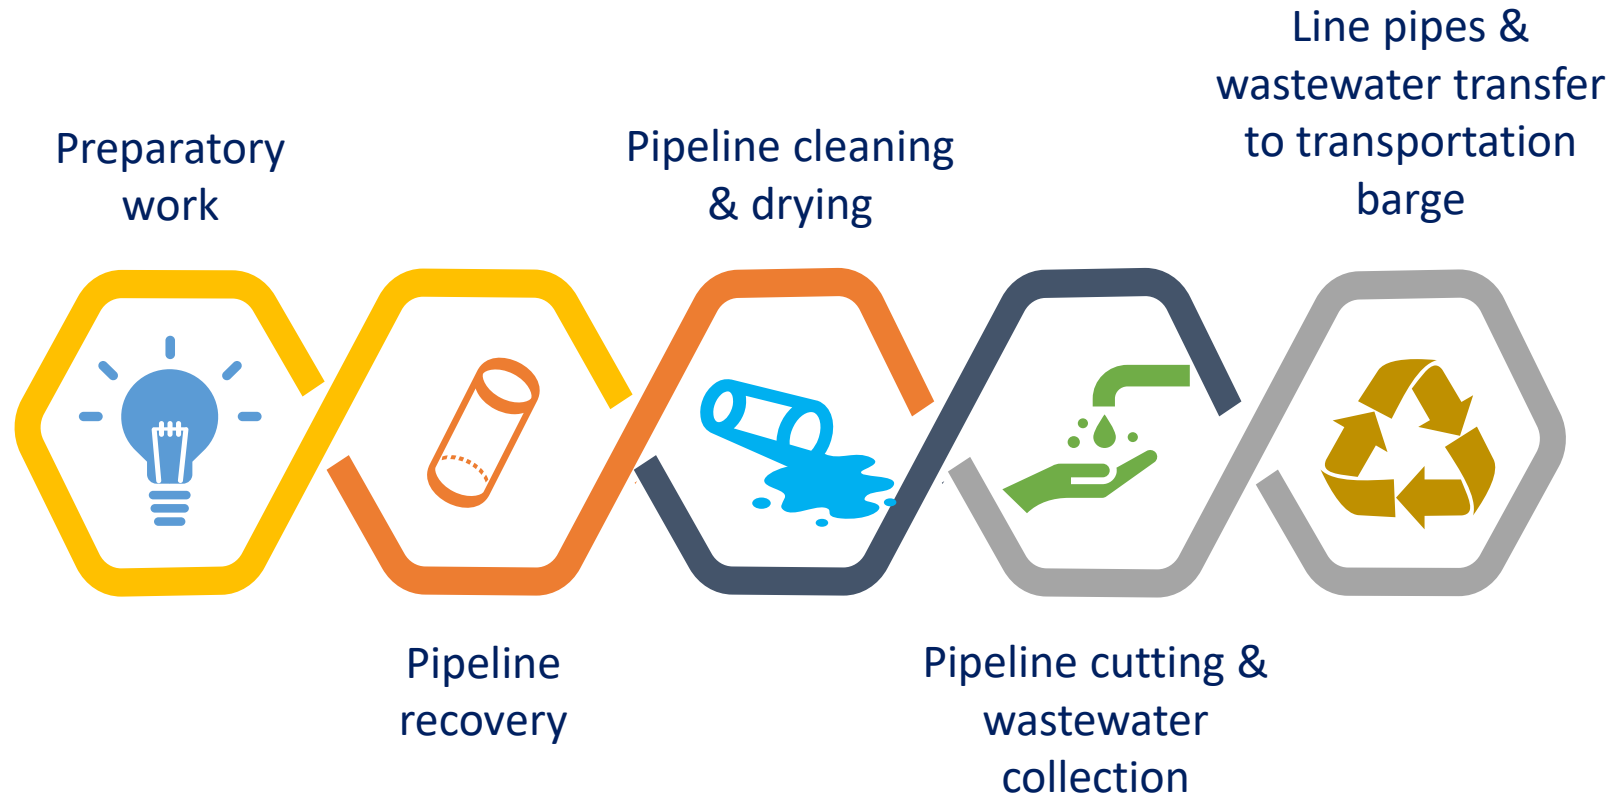 Preparatory
work
Pipeline
recovery
Pipeline cleaning
& drying
Pipeline cutting &
wastewater
collection
Line pipes &
wastewater transfer
to transportation
barge